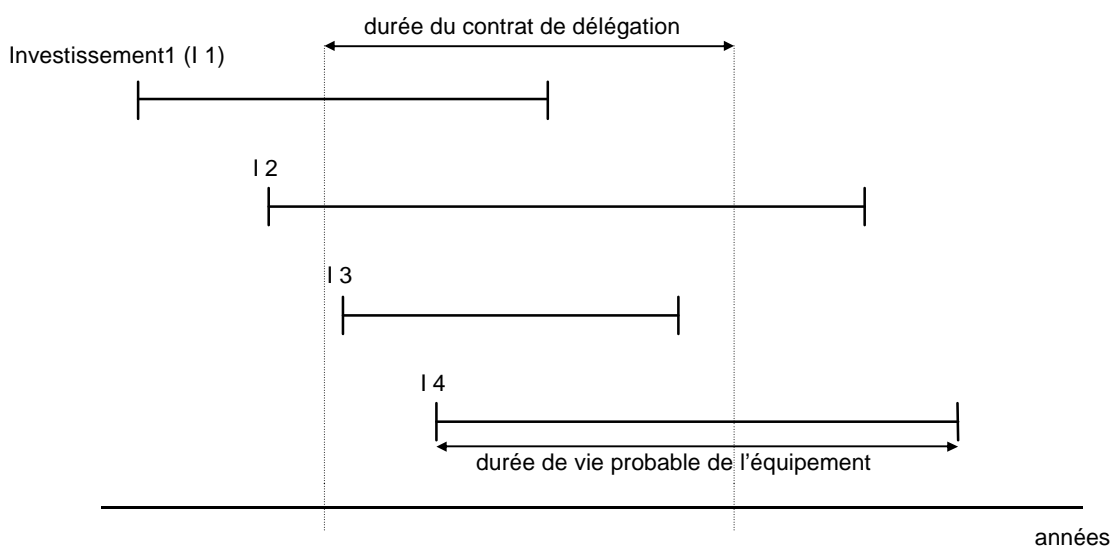 durée du contrat de délégation
Investissement1 (I 1)
I 2
I 3
I 4
durée de vie probable de l'équipement
années